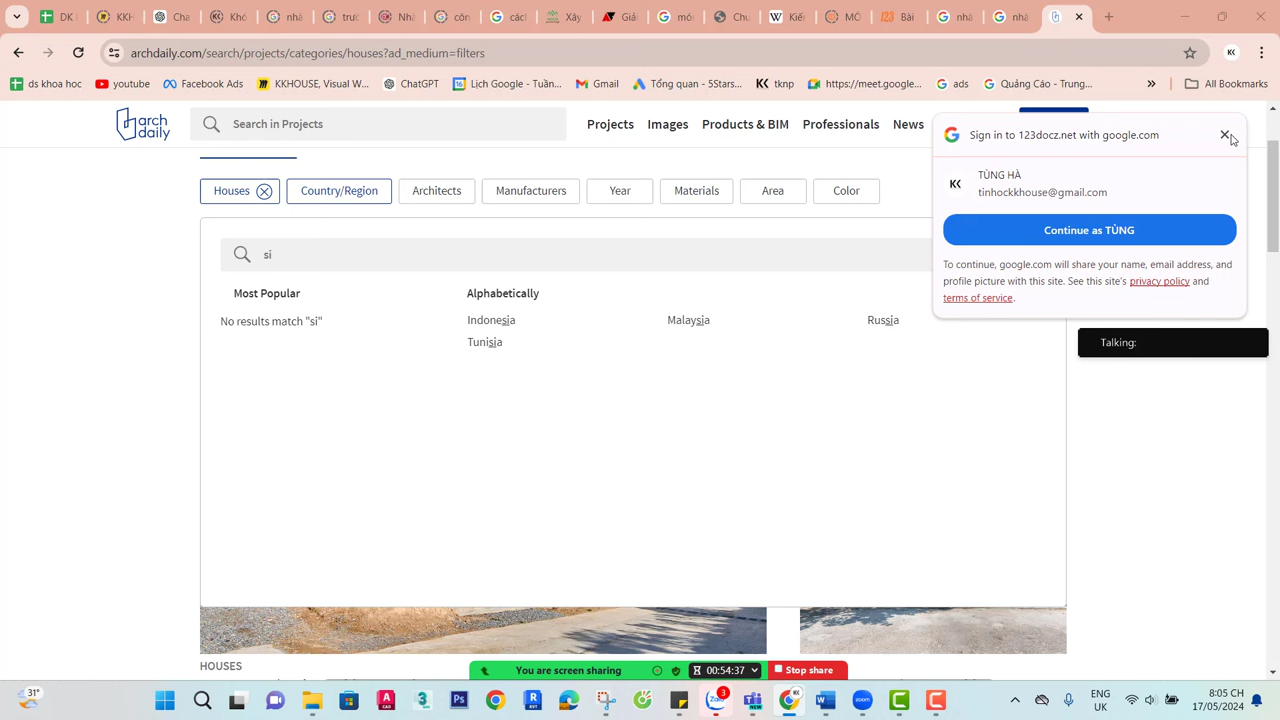 DK I
Cha
Khó
nhà
trưc
Nhà
côn
các
Xây
Giải
mó
Chu
W Kiến
MÓ
123 Bài
nhà
nhà
archdaily.com/search/projects/categories/houses?ad_medium=filters
ds khoa hoc
youtube
Facebook Ads
KKHOUSE, Visual W...
ChatGPT
Lịch Google - Tuần...
Gmail
Tổng quan - 5Stars...
tknp
https://meet.google...
ads
Quảng Cáo - Trung...
All Bookmarks
arch
daily
Search in Projects
Projects
Images
Products & BIM
Professionals
News
Sign in to 123docz.net with google.com
TÙNG HÀ
tinhockkhouse@gmail.com
Continue as TÙNG
To continue, google.com will share your name, email address, and
profile picture with this site. See this site's privacy policy and
terms of service.
Houses
Country/Region
Architects
Manufacturers
Year
Materials
Area
Color
si
Most Popular
Alphabetically
No results match "si"
Indonesia
Malaysia
Russia
Tunisia
Talking:
HOUSES
You are screen sharing
00:54:37
Stop share
31°
ENG
UK
8:05 CH
17/05/2024